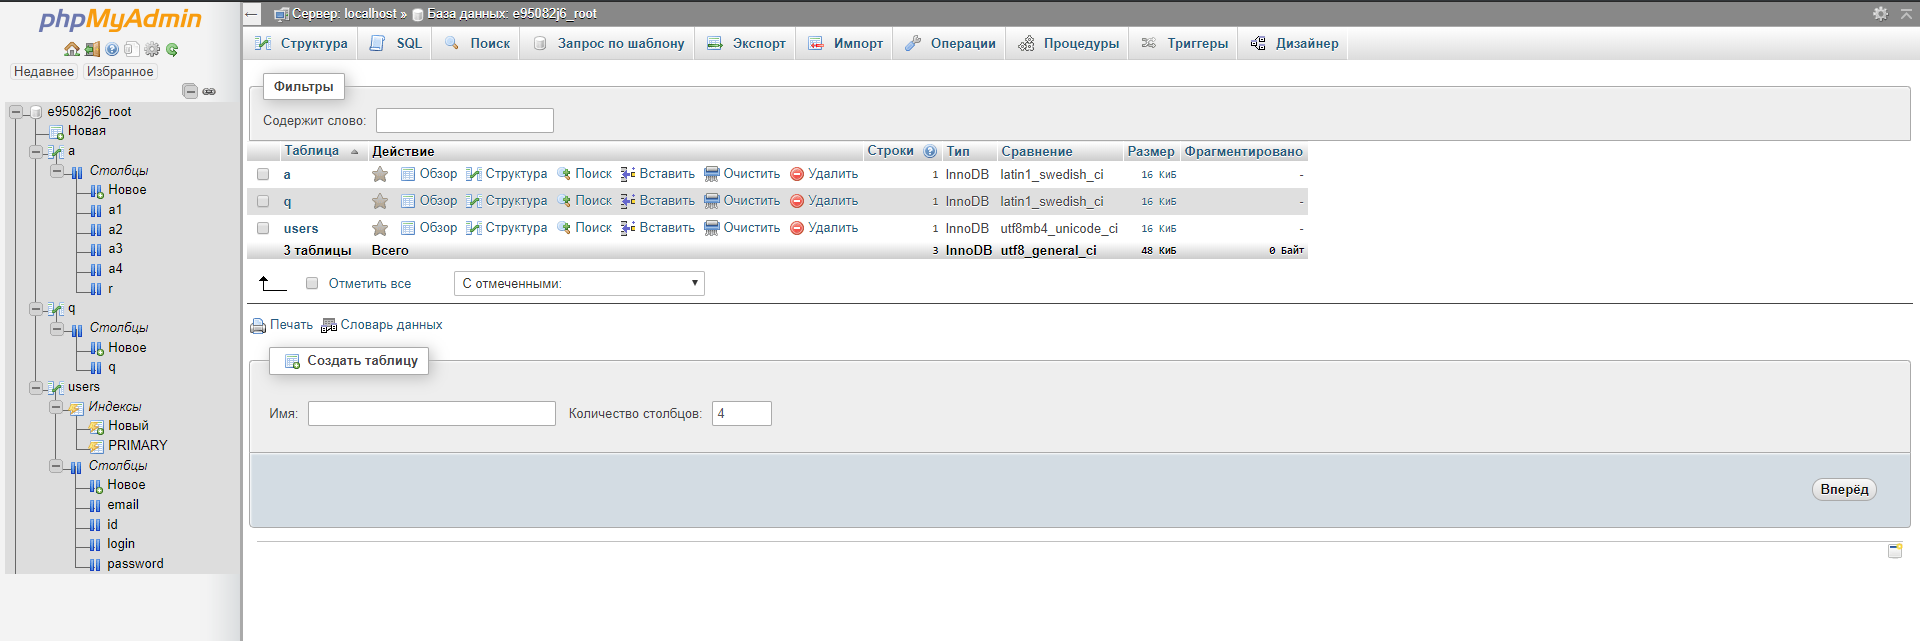 phpMyAdmin
Недавнее Избранное
e95082j6_root
Новая
a
Столбцы
Новое
a1
a2
a3
a4
r
q
Столбцы
Новое
q
users
Индексы
Новый
PRIMARY
Столбцы
Новое
email
id
login
password
← Сервер: localhost » База данных: e95082j6_root
Структура SQL Поиск Запрос по шаблону Экспорт Импорт Операции Процедуры Триггеры Дизайнер
Фильтры
Содержит слово:
Таблица Действие Строки Тип Сравнение Размер Фрагментировано
a Обзор Структура Поиск Вставить Очистить Удалить 1 InnoDB latin1_swedish_ci 16 КиБ -
q Обзор Структура Поиск Вставить Очистить Удалить 1 InnoDB latin1_swedish_ci 16 КиБ -
users Обзор Структура Поиск Вставить Очистить Удалить 1 InnoDB utf8mb4_unicode_ci 16 КиБ -
3 таблицы Всего 3 InnoDB utf8_general_ci 48 КиБ 0 Байт
Отметить все С отмеченными:
Печать Словарь данных
Создать таблицу
Имя: Количество столбцов: 4
Вперёд